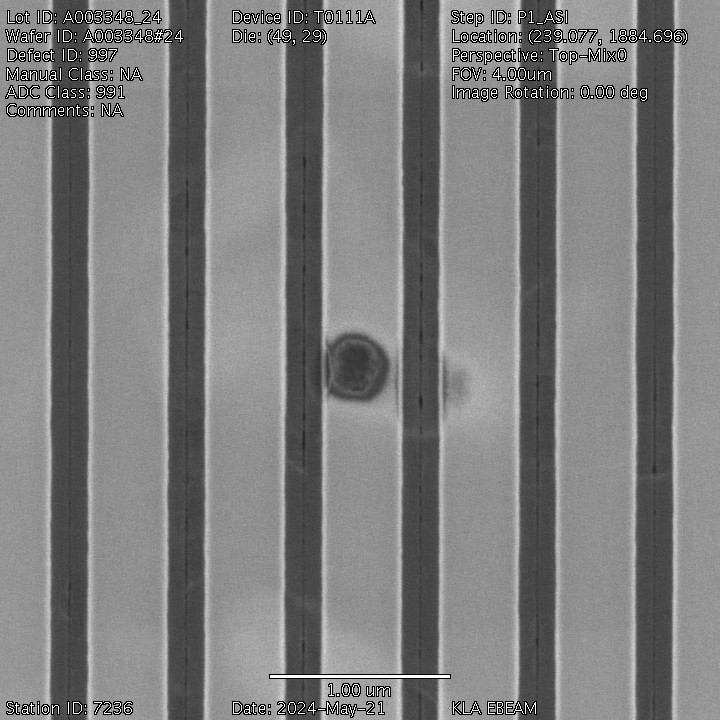 Lot ID: A003348_24
Device ID: T0111A
Step ID: P1_ASI
Wafer ID: A003348#24
Die: (49, 29)
Location: (239.077, 1884.696)
Defect ID: 997
Perspective: Top-Mix0
Manual Class: NA
FOV: 4.00um
ADC Class: 991
Image Rotation: 0.00 deg
Comments: NA
1.00 um
Station ID: 7236
Date: 2024-May-21
KLA EBEAM